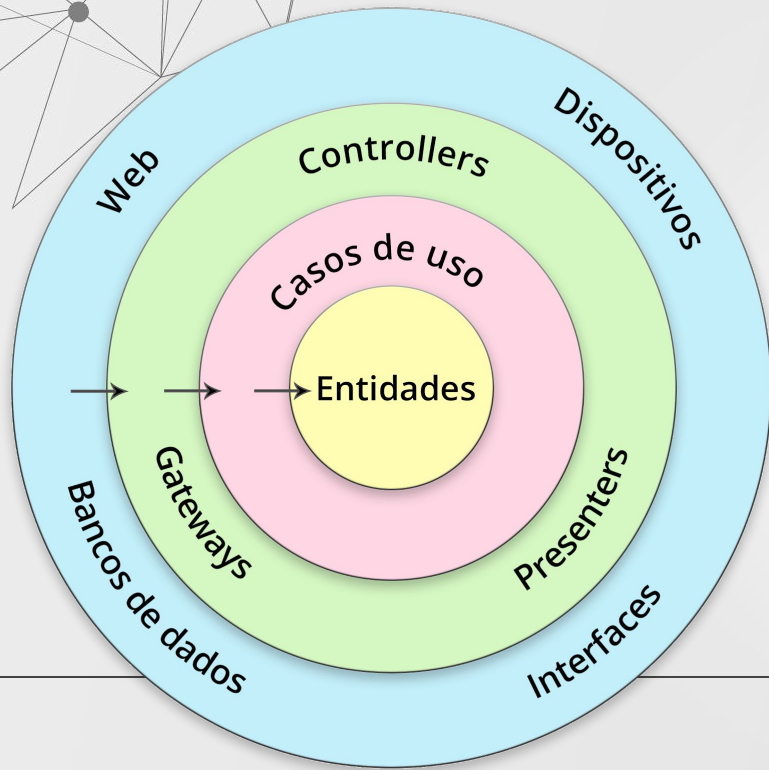 Web
Dispositivos
Controllers
Casos de uso
Entidades
Gateways
Presenters
Bancos de dados
Interfaces